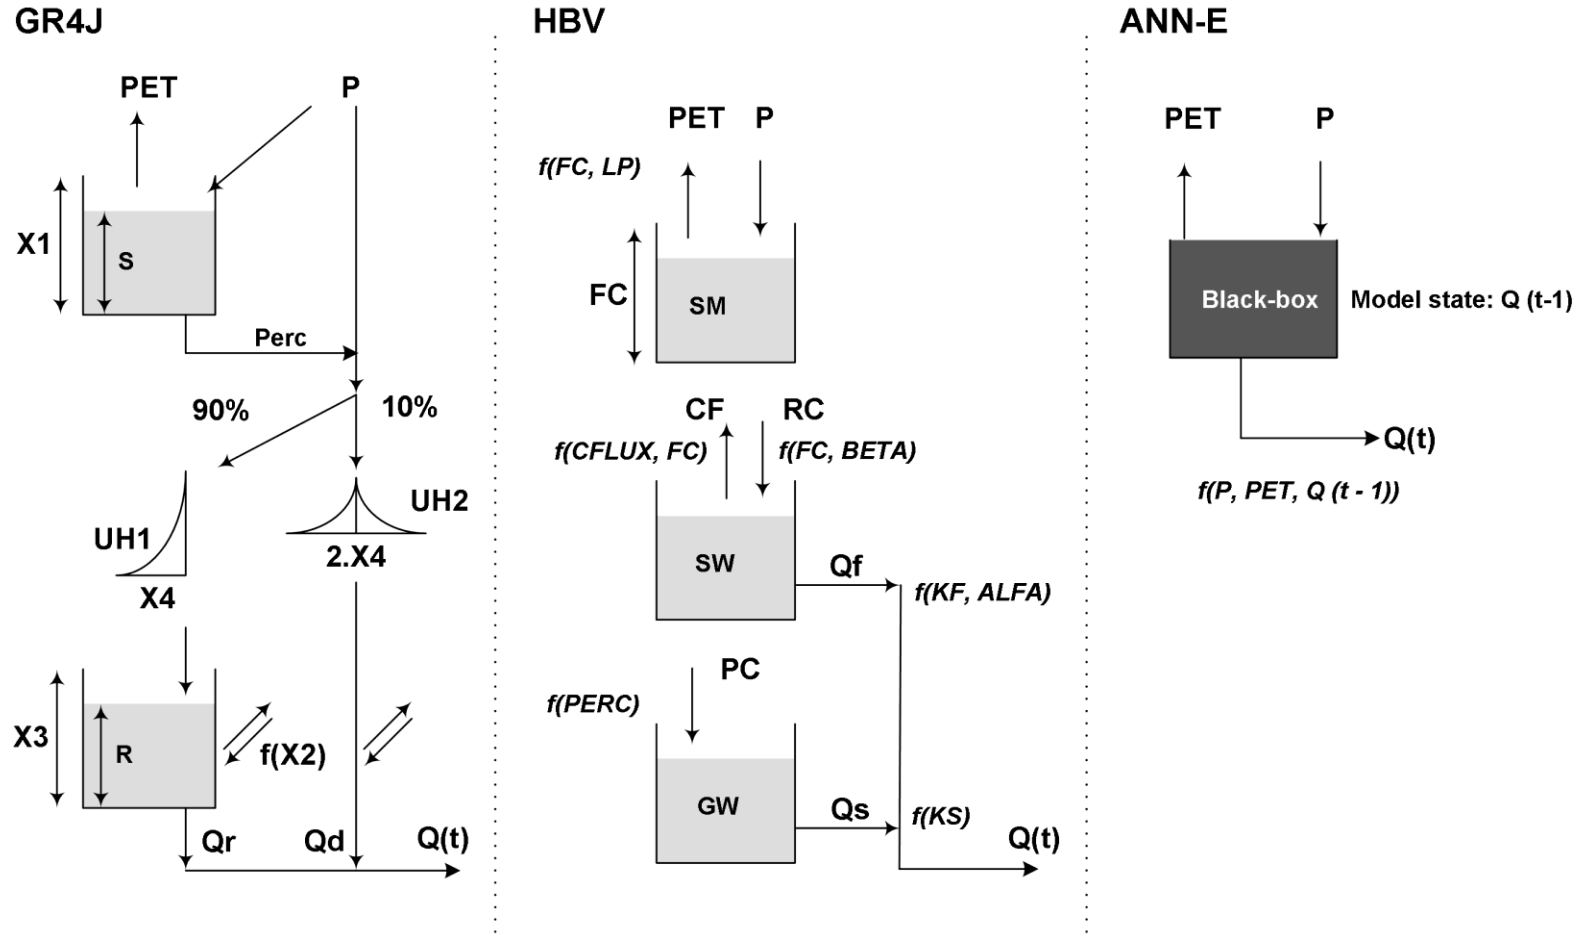 GR4J
PET
P
X1
S
Perc
90%
10%
UH1
UH2
X4
2.X4
X3
R
f(X2)
Qr
Qd
Q(t)
HBV
PET
P
f(FC, LP)
FC
SM
CF
RC
f(CFLUX, FC)
f(FC, BETA)
SW
Qf
f(KF, ALFA)
PC
f(PERC)
GW
Qs
f(KS)
Q(t)
ANN-E
PET
P
Black-box
Model state: Q (t-1)
Q(t)
f(P, PET, Q (t - 1))